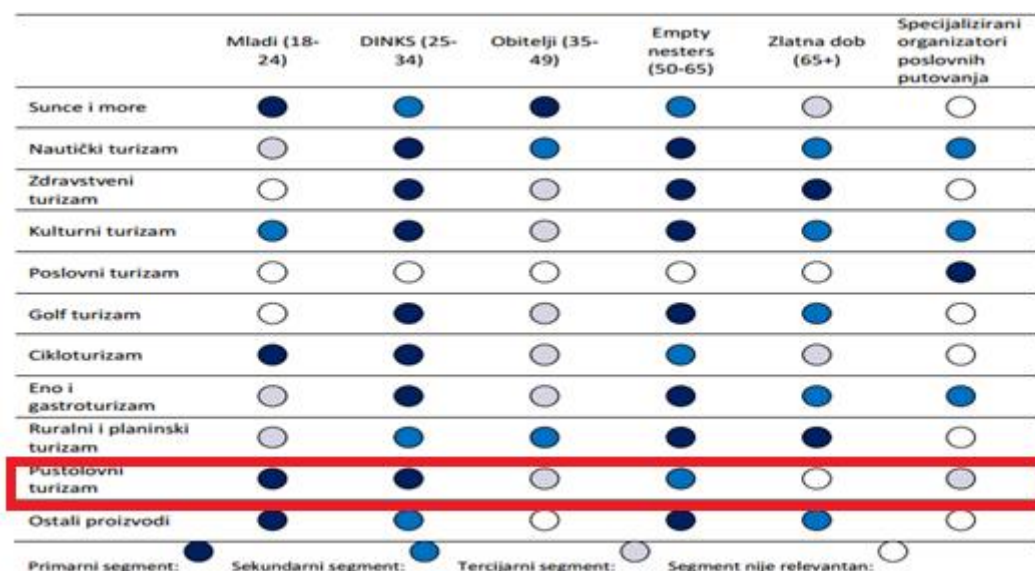 Mladi (18-
24)
DINKS (25-
34)
Obitelji (35-
49)
Empty
nesters
(50-65)
Zlatna dob
(65+)
Specijalizirani
organizatori
poslovnih
putovanja
Sunce i more
Nautički turizam
Zdravstveni
turizam
Kulturni turizam
Poslovni turizam
Golf turizam
Cikloturizam
Eno i
gastroturizam
Ruralni i planinski
turizam
Pustolovni
turizam
Ostali proizvodi
Primarni segment: Sekundarni segment: Tercijarni segment: Segment nije relevantan: